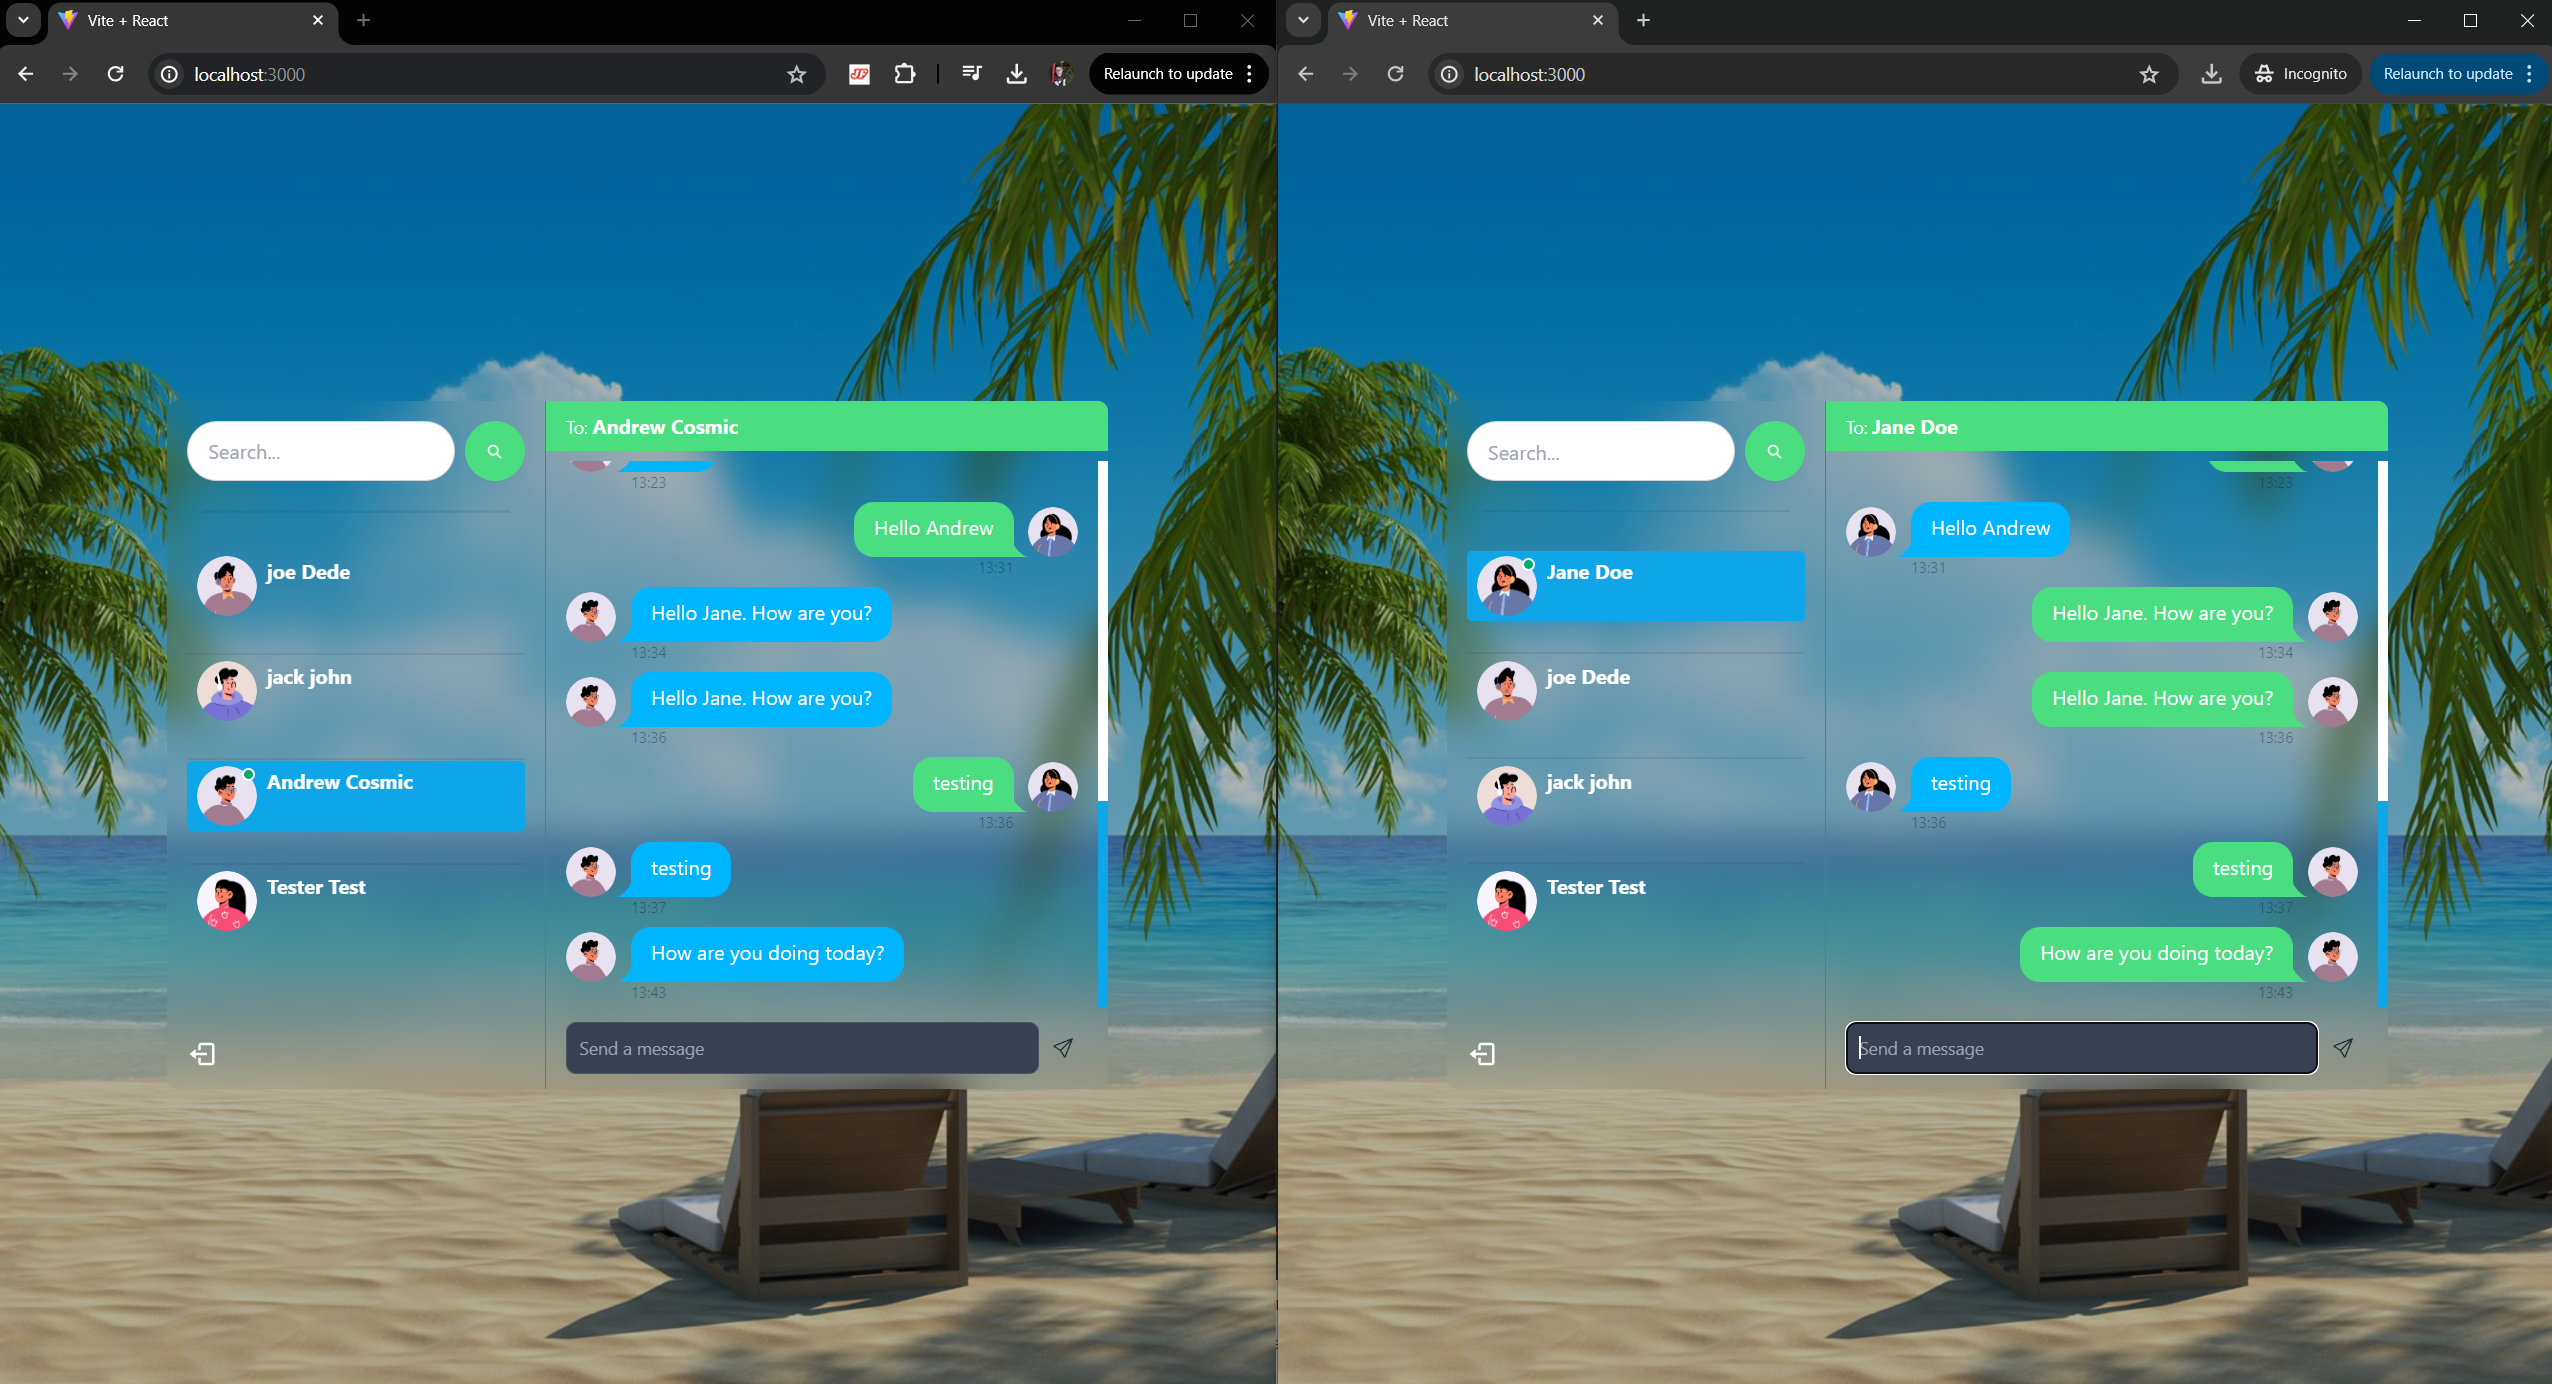 Vite + React
localhost:3000
Relaunch to update
Search...
joe Dede
jack john
Andrew Cosmic
Tester Test
To: Andrew Cosmic
13:23
Hello Andrew
13:31
Hello Jane. How are you?
13:34
Hello Jane. How are you?
13:36
testing
13:36
testing
13:37
How are you doing today?
13:43
Send a message
Vite + React
localhost:3000
Incognito
Relaunch to update
Search...
Jane Doe
joe Dede
jack john
Tester Test
To: Jane Doe
13:23
Hello Andrew
13:31
Hello Jane. How are you?
13:34
Hello Jane. How are you?
13:36
testing
13:36
testing
13:37
How are you doing today?
13:43
Send a message